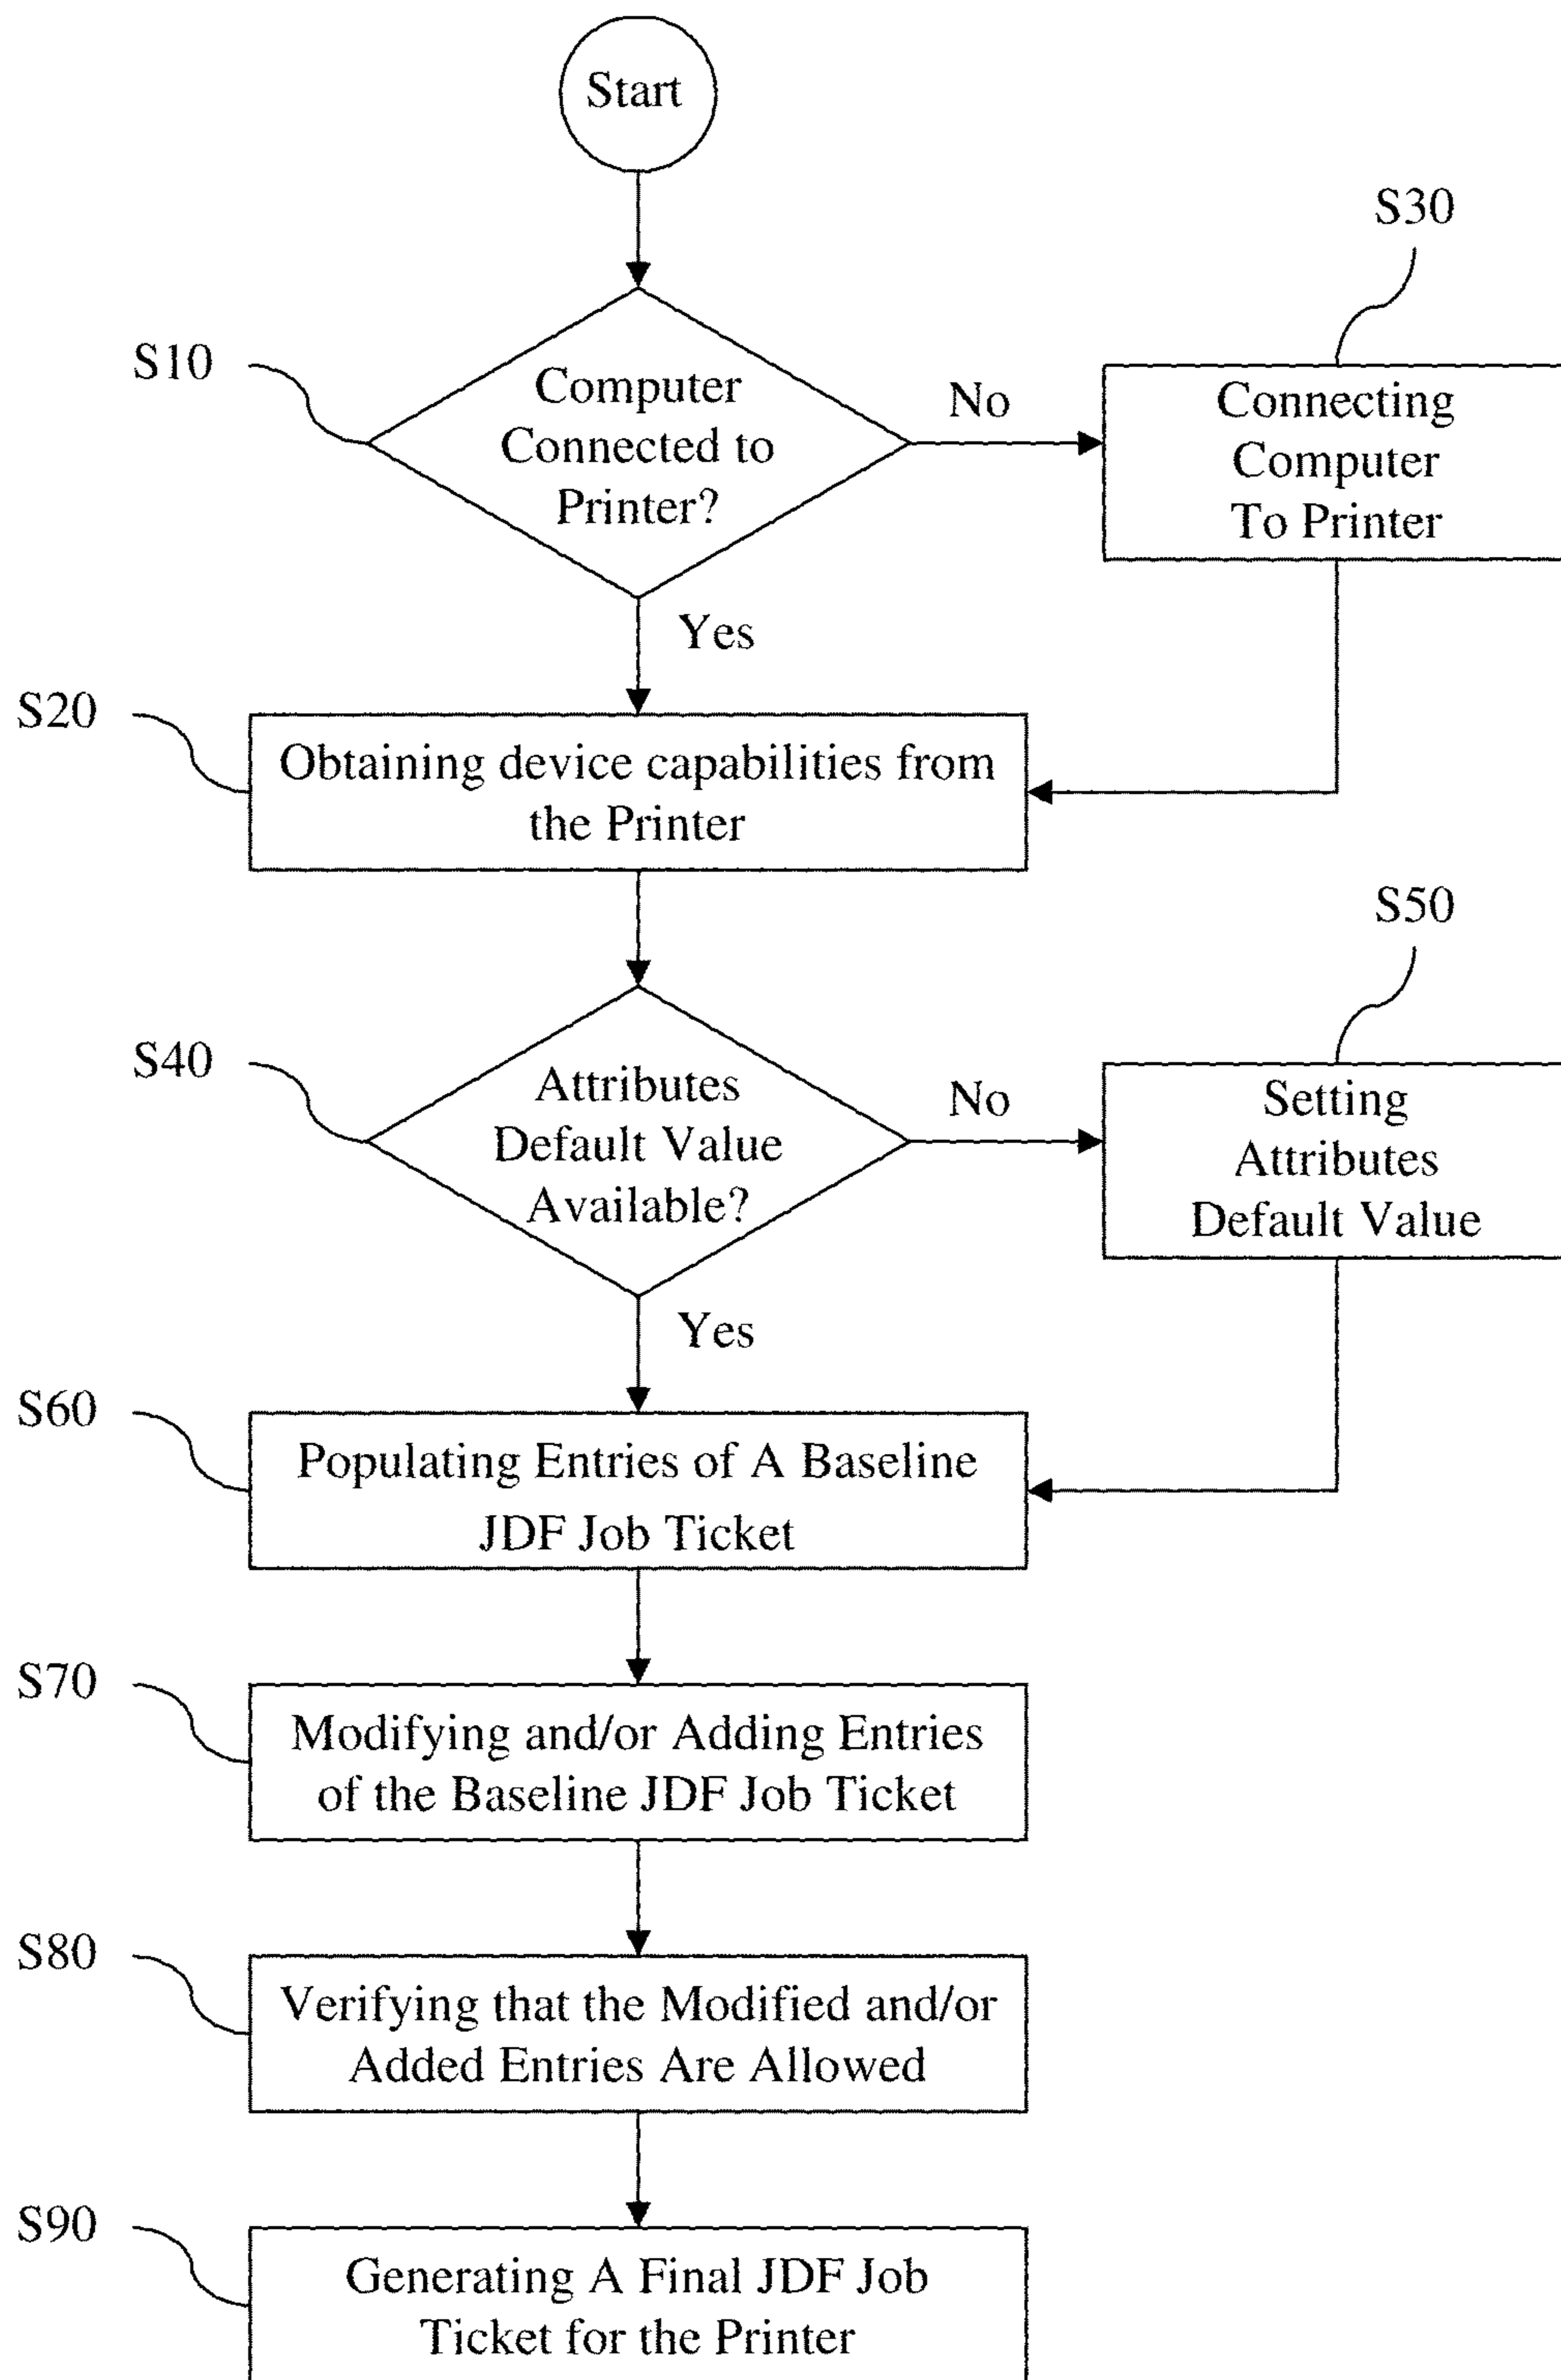 Start
S30
S10
Computer
Connected to
Printer?
No
Connecting
Computer
To Printer
Yes
S20
Obtaining device capabilities from
the Printer
S50
S40
Attributes
Default Value
Available?
No
Setting
Attributes
Default Value
Yes
S60
Populating Entries of A Baseline
JDF Job Ticket
S70
Modifying and/or Adding Entries
of the Baseline JDF Job Ticket
S80
Verifying that the Modified and/or
Added Entries Are Allowed
S90
Generating A Final JDF Job
Ticket for the Printer